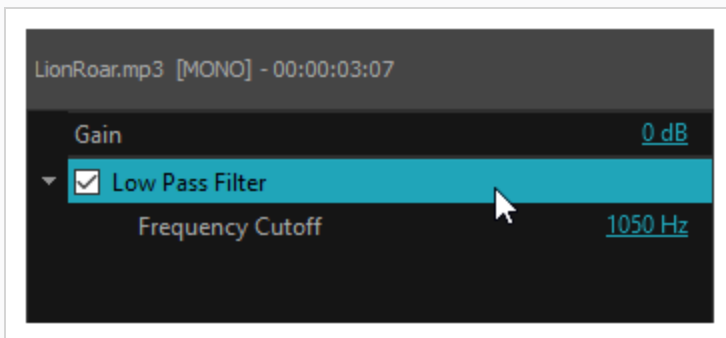 LionRoar.mp3 [MONO] - 00:00:03:07
Gain 0 dB
Low Pass Filter
Frequency Cutoff 1050 Hz